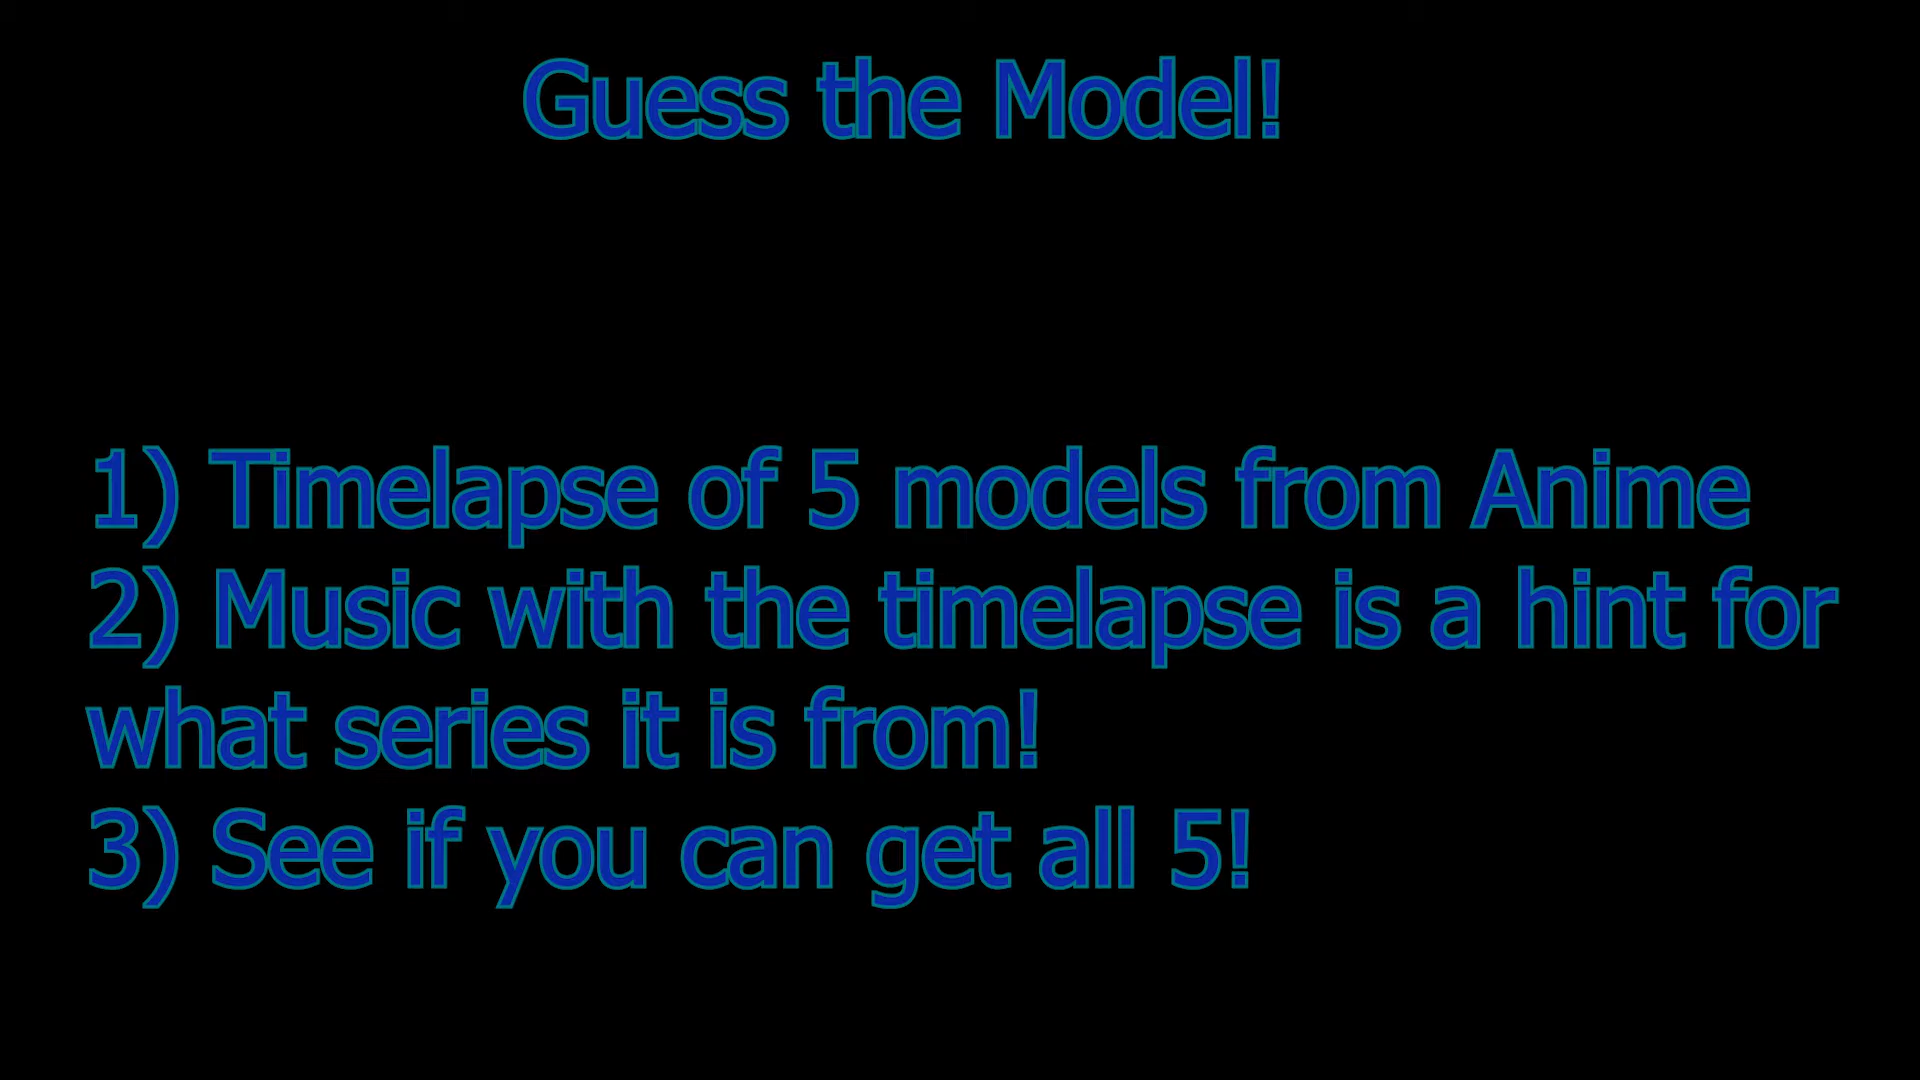 Guess the Model!
1) Timelapse of 5 models from Anime
2) Music with the timelapse is a hint for
what series it is from!
3) See if you can get all 5!